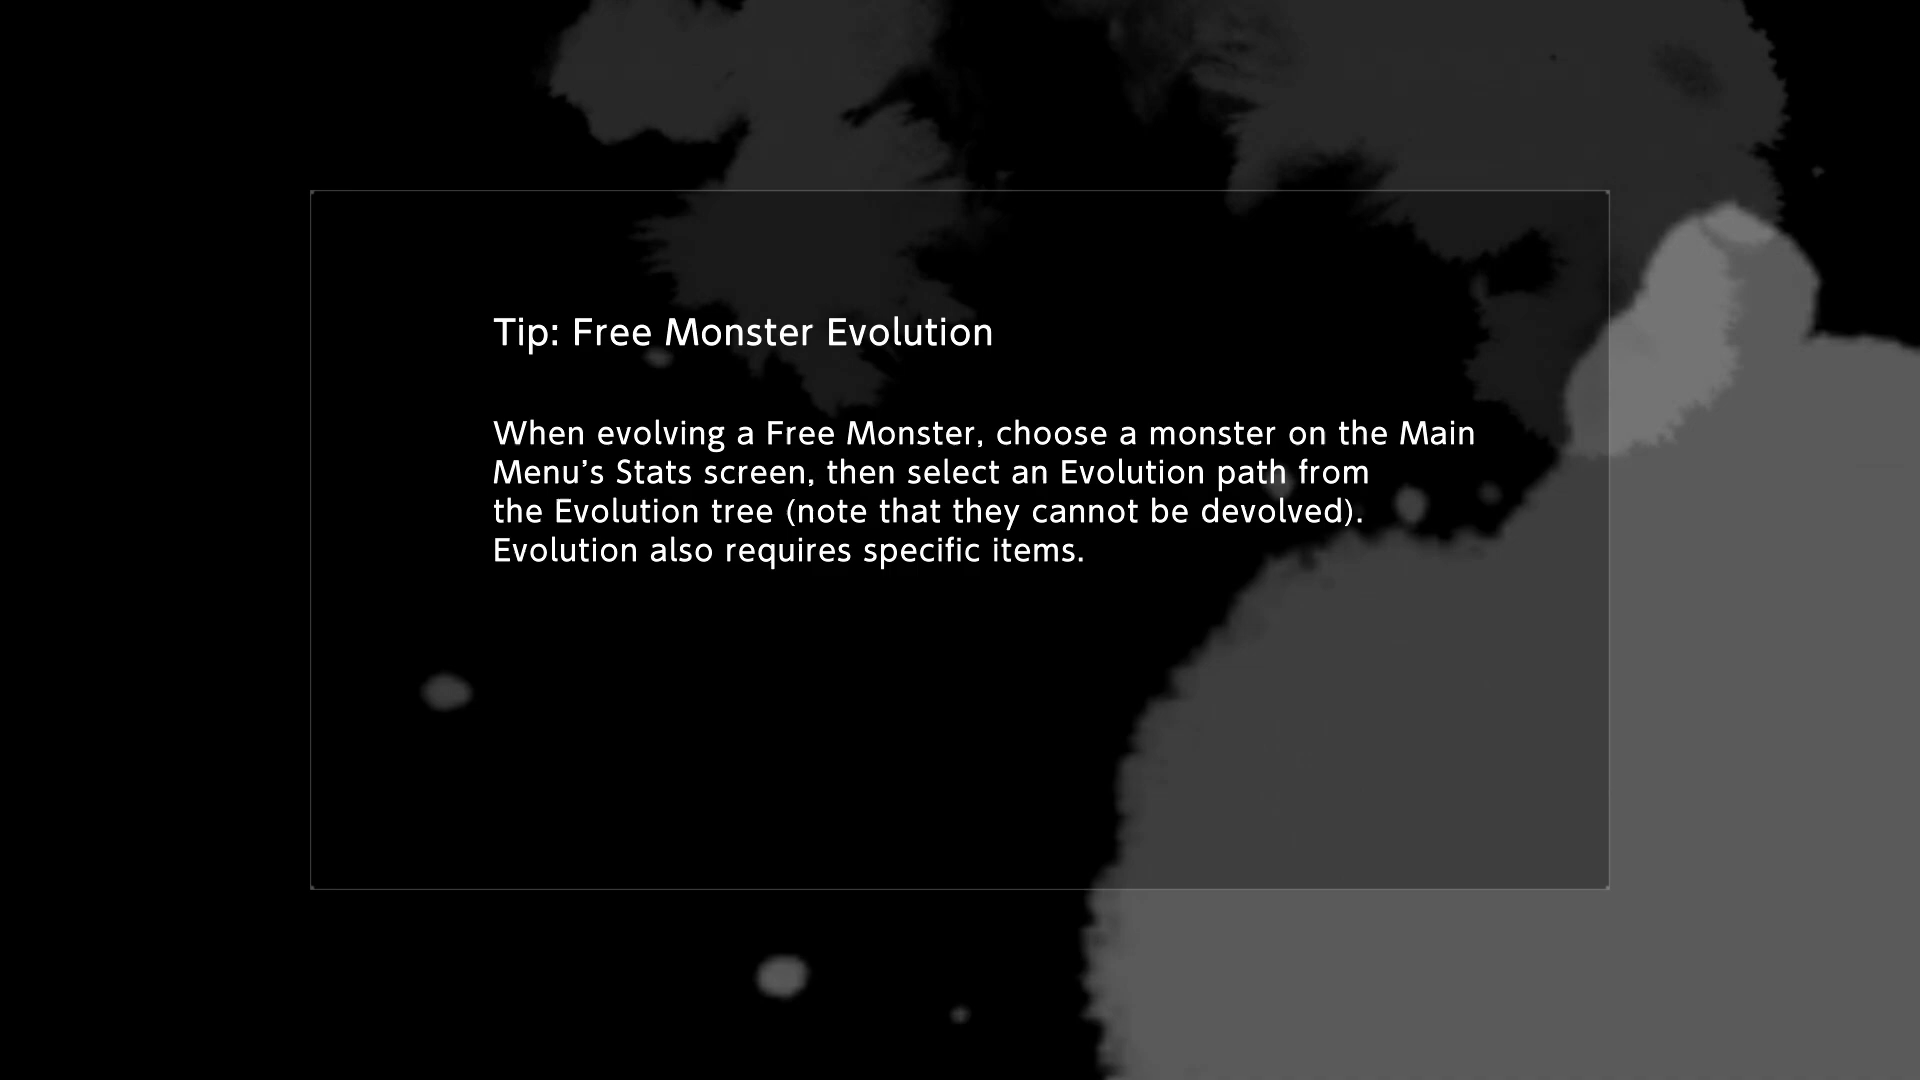 Tip: Free Monster Evolution
When evolving a Free Monster, choose a monster on the Main
Menu’s Stats screen, then select an Evolution path from
the Evolution tree (note that they cannot be devolved).
Evolution also requires specific items.